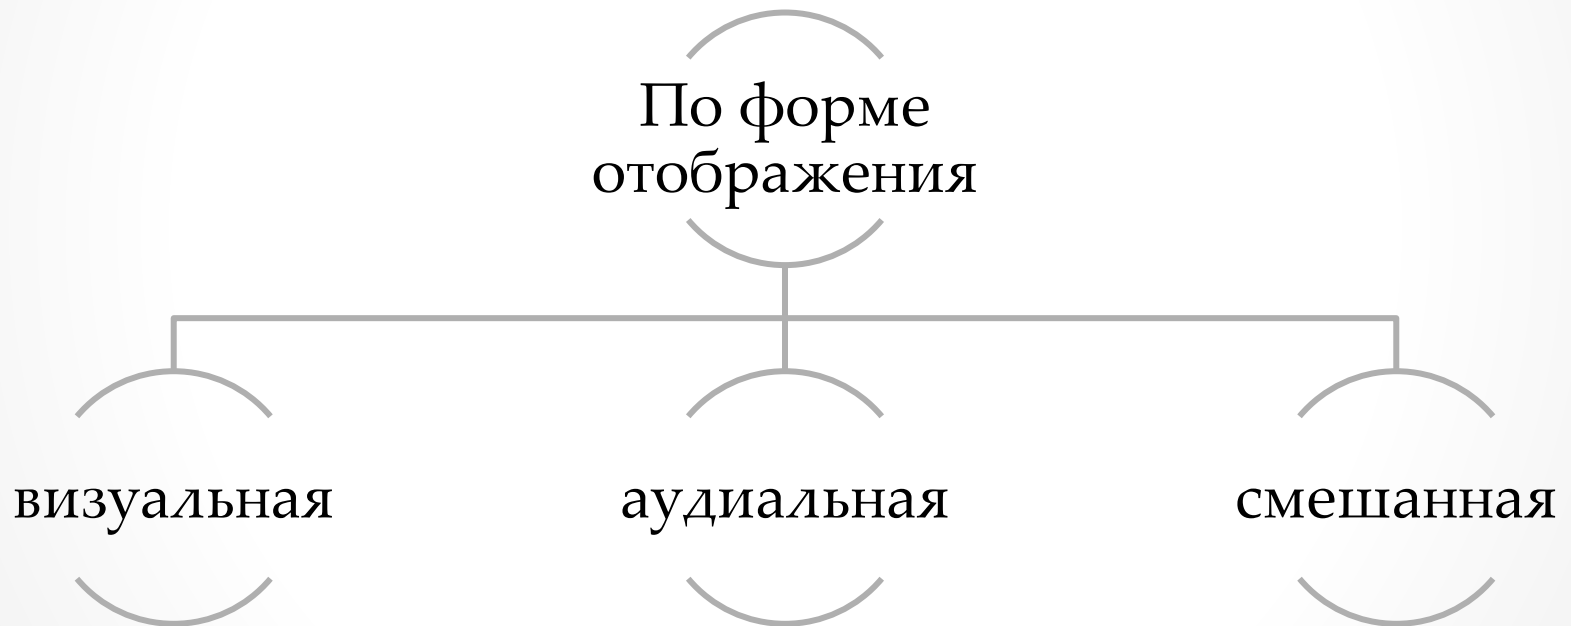 По форме
отображения
визуальная
аудиальная
смешанная